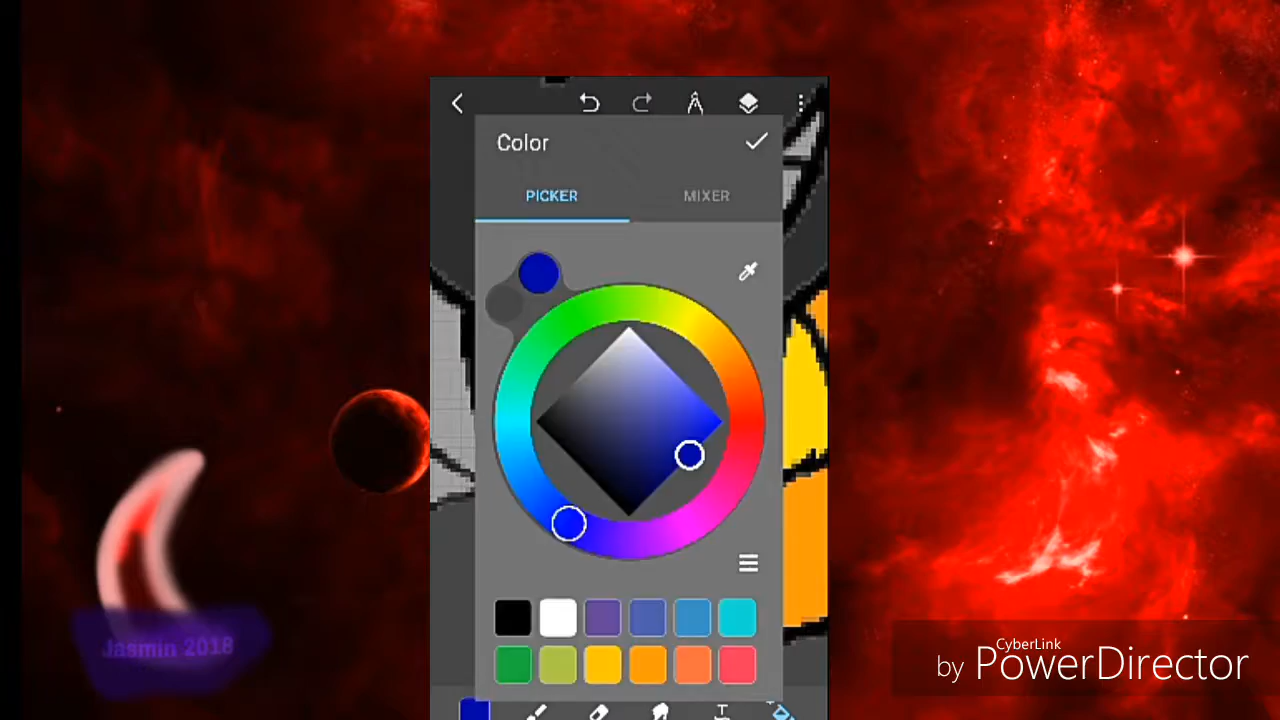 Color
PICKER
MIXER
Jasmin 2018
CyberLink
by PowerDirector